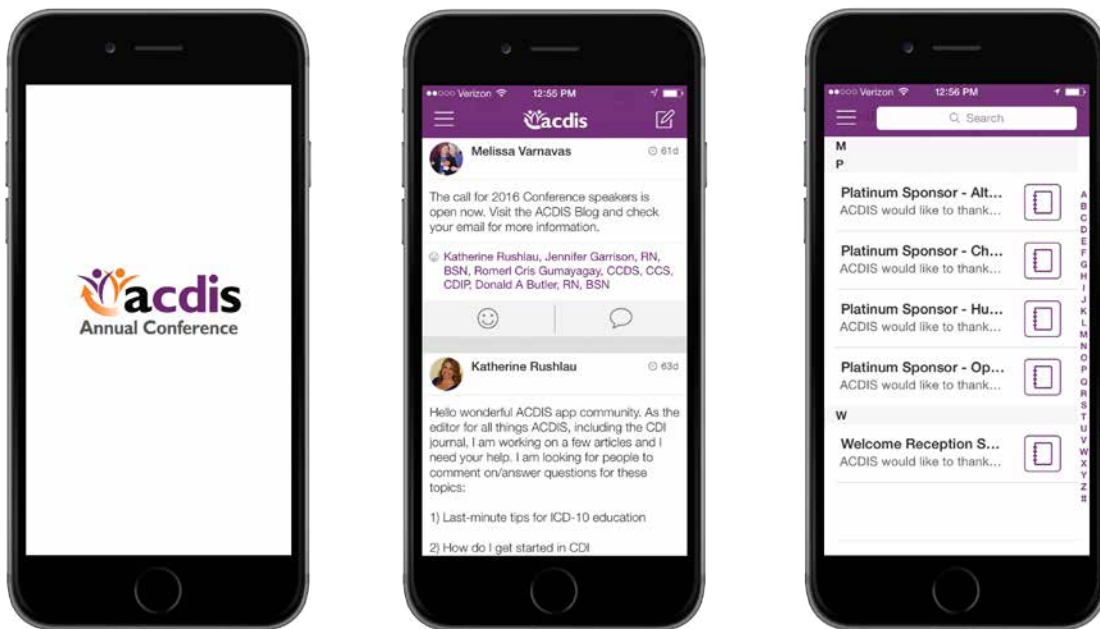 acdis
Annual Conference
Verizon 12:55 PM
acdis
Melissa Varnavas 61d
The call for 2016 Conference speakers is
open now. Visit the ACDIS Blog and check
your email for more information.
Katherine Rushlau, Jennifer Garrison, RN,
BSN, Romerl Cris Gumayagay, CCDS, CCS,
CDIP, Donald A Butler, RN, BSN
Katherine Rushlau 63d
Hello wonderful ACDIS app community. As the
editor for all things ACDIS, including the CDI
journal, I am working on a few articles and I
need your help. I am looking for people to
comment on/answer questions for these
topics:
1) Last-minute tips for ICD-10 education
2) How do I get started in CDI
Verizon 12:56 PM
Search
M
P
Platinum Sponsor - Alt...
ACDIS would like to thank...
Platinum Sponsor - Ch...
ACDIS would like to thank...
Platinum Sponsor - Hu...
ACDIS would like to thank...
Platinum Sponsor - Op...
ACDIS would like to thank...
W
Welcome Reception S...
ACDIS would like to thank...
A
B
C
D
E
F
G
H
I
J
K
L
M
N
O
P
Q
R
S
T
U
V
W
X
Y
Z
#